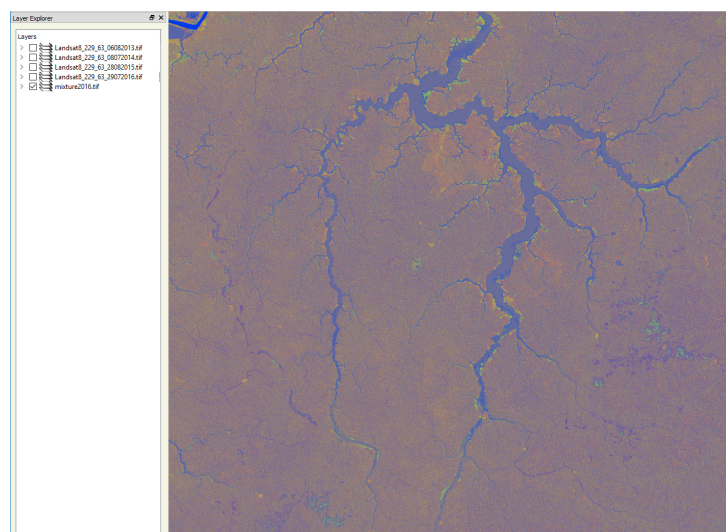 Layer Explorer
Layers
Landsat8_229_63_06082013.tif
Landsat8_229_63_08072014.tif
Landsat8_229_63_28082015.tif
Landsat8_229_63_29072016.tif
mixture2016.tif